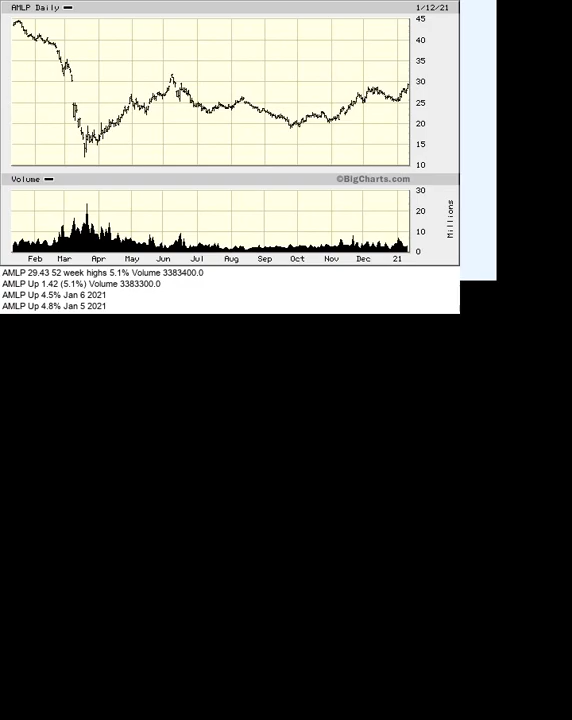 AMLP Daily 1/12/21
45
40
35
30
25
20
15
10
Volume ©BigCharts.com
30
20
10
0
Millions
Feb Mar Apr May Jun Jul Aug Sep Oct Nov Dec 21
AMLP 29.43 52 week highs 5.1% Volume 3383400.0
AMLP Up 1.42 (5.1%) Volume 3383300.0
AMLP Up 4.5% Jan 6 2021
AMLP Up 4.8% Jan 5 2021